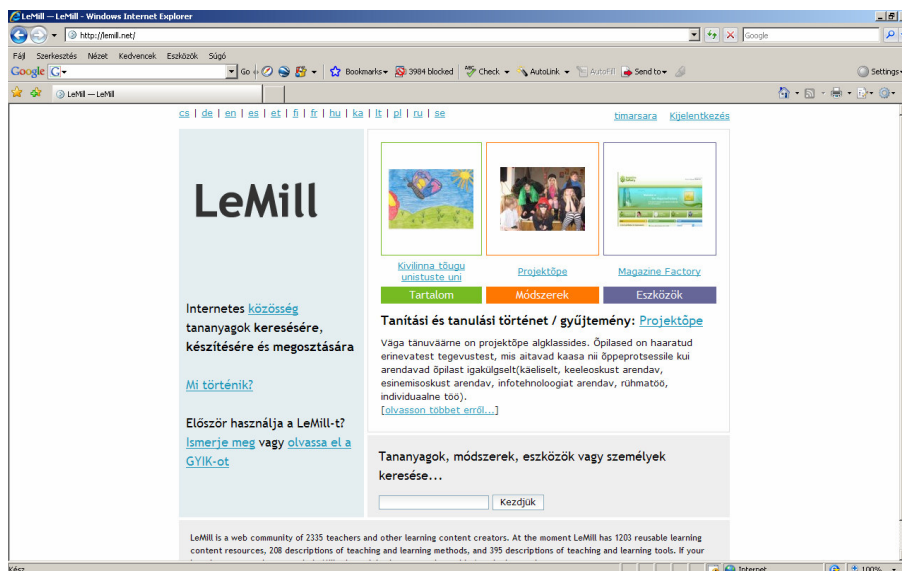 LeMill — LeMill - Windows Internet Explorer
http://lemill.net/
Google
Fájl Szerkesztés Nézet Kedvencek Eszközök Súgó
Google G Go Bookmarks 3984 blocked Check AutoLink AutoFill Send to Settings
LeMill — LeMill
cs | de | en | es | et | fi | fr | hu | ka | lt | pl | ru | se
timarsara Kijelentkezés
LeMill
Internetes közösség
tananyagok keresésére,
készítésére és megosztására
Mi történik?
Először használja a LeMill-t?
Ismerje meg vagy olvassa el a
GYIK-ot
Kivilinna tõugu
unistuste uni
Projektõpe
Magazine Factory
Tartalom
Módszerek
Eszközök
Tanítási és tanulási történet / gyűjtemény: Projektõpe
Väga tänuväärne on projektõpe algklassides. Õpilased on haaratud
erinevatest tegevustest, mis aitavad kaasa nii õppeprotsessile kui
arendavad õpilast igakülgselt(käeliselt, keeleoskust arendav,
esinemisoskust arendav, infotehnoloogiat arendav, rühmatöö,
individuaalne töö).
[olvasson többet erről...]
Tananyagok, módszerek, eszközök vagy személyek
keresése...
Kezdjük
LeMill is a web community of 2335 teachers and other learning content creators. At the moment LeMill has 1203 reusable learning
content resources, 208 descriptions of teaching and learning methods, and 395 descriptions of teaching and learning tools. If your
Kész Internet 100%